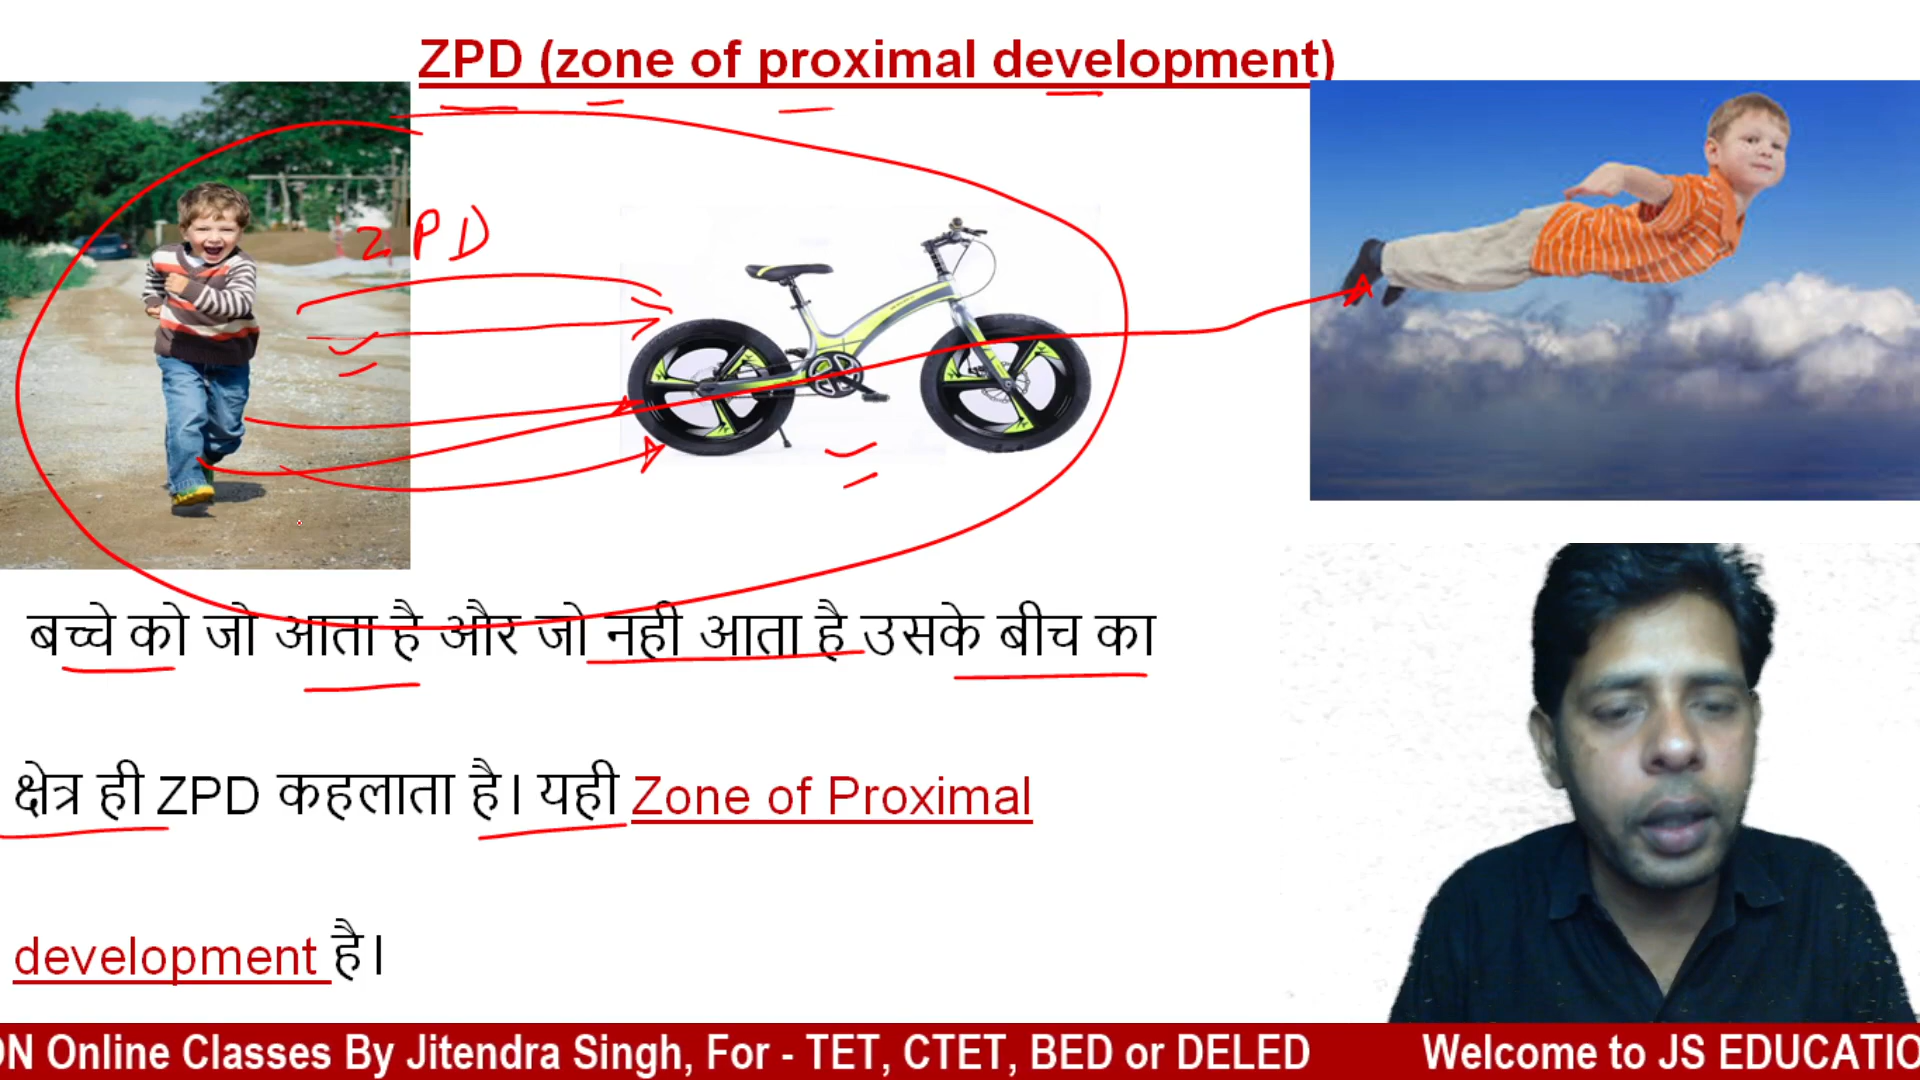 ZPD (zone of proximal development)
ZPD
बच्चे को जो आता है और जो नही आता है उसके बीच का
क्षेत्र ही ZPD कहलाता है। यही Zone of Proximal
development है।
ON Online Classes By Jitendra Singh, For - TET, CTET, BED or DELED Welcome to JS EDUCATIO